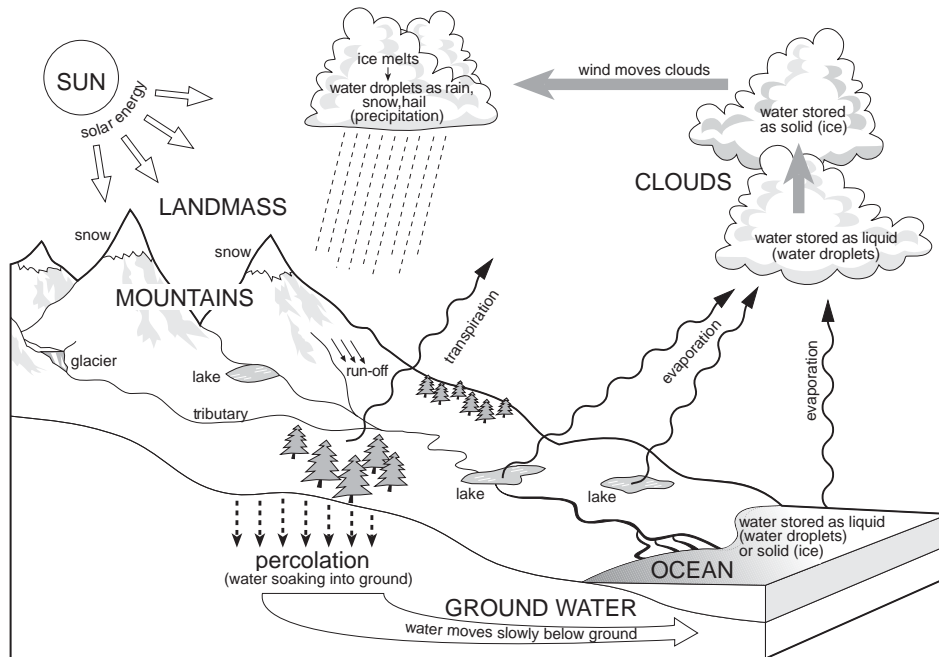 SUN
solar energy
ice melts
water droplets as rain,
snow,hail
(precipitation)
wind moves clouds
water stored
as solid (ice)
CLOUDS
water stored as liquid
(water droplets)
LANDMASS
snow
snow
MOUNTAINS
transpiration
evaporation
evaporation
glacier
lake
run-off
tributary
lake
lake
water stored as liquid
(water droplets)
or solid (ice)
OCEAN
percolation
(water soaking into ground)
GROUND WATER
water moves slowly below ground